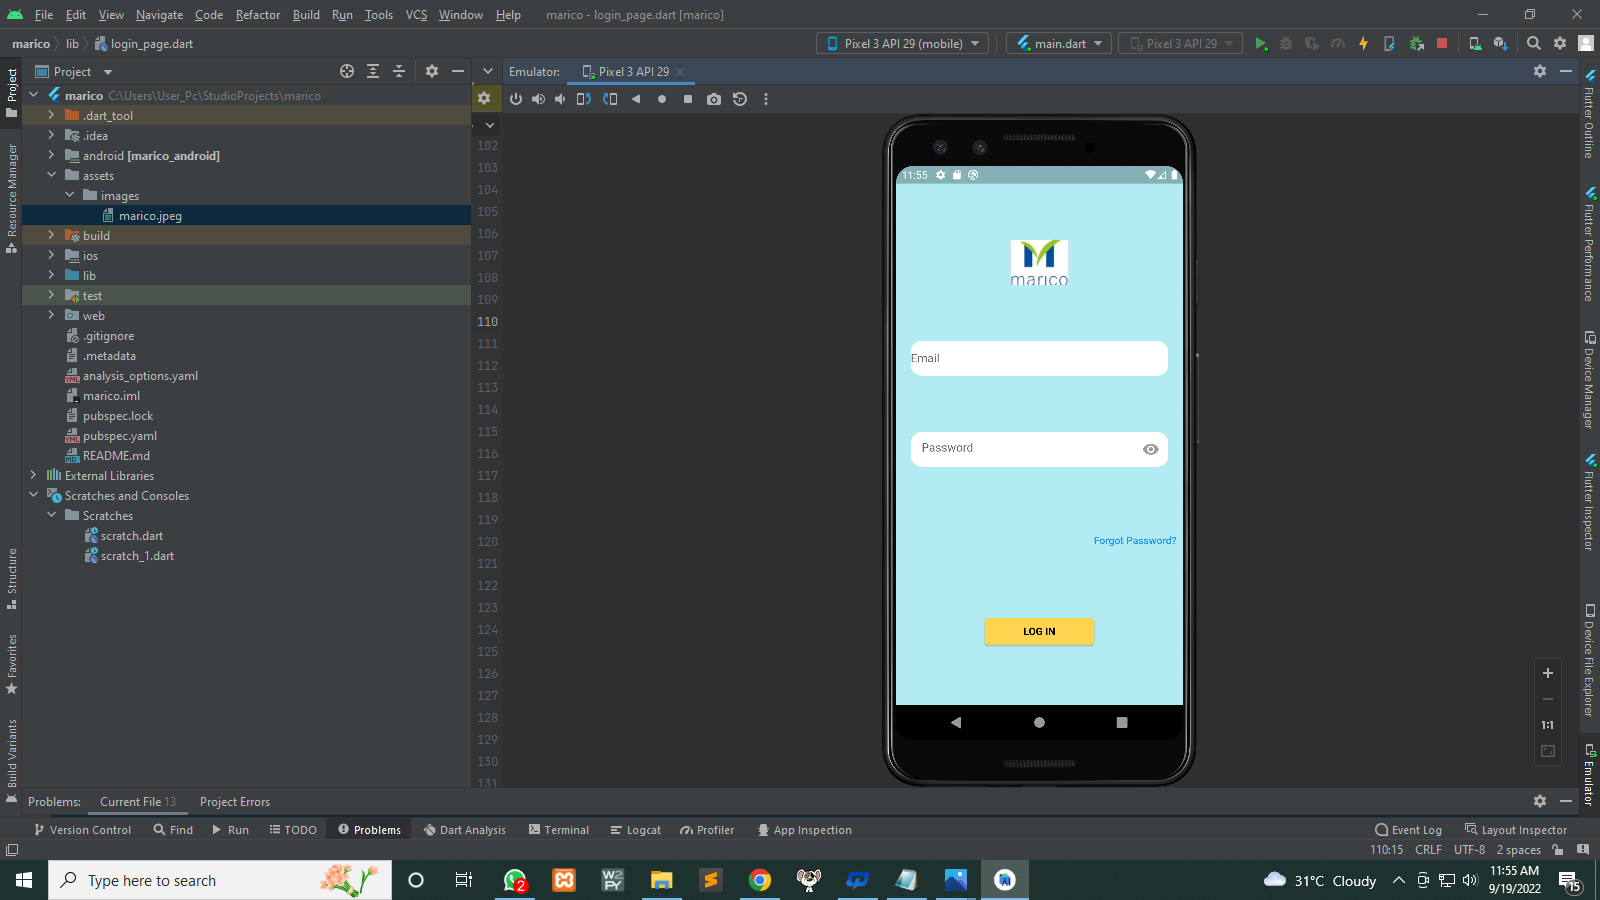 File Edit View Navigate Code Refactor Build Run Tools VCS Window Help marico - login_page.dart [marico]
marico lib login_page.dart Pixel 3 API 29 (mobile) main.dart Pixel 3 API 29
Project Emulator: Pixel 3 API 29
marico C:\Users\User_Pc\StudioProjects\marico
.dart_tool
.idea
android [marico_android]
assets
images
marico.jpeg
build
ios
lib
test
web
.gitignore
.metadata
analysis_options.yaml
marico.iml
pubspec.lock
pubspec.yaml
README.md
External Libraries
Scratches and Consoles
Scratches
scratch.dart
scratch_1.dart
Project
Resource Manager
Structure
Favorites
Build Variants
102
103
104
105
106
107
108
109
110
111
112
113
114
115
116
117
118
119
120
121
122
123
124
125
126
127
128
129
130
131
11:55
marico
Email
Password
Forgot Password?
LOG IN
1:1
Flutter Outline
Flutter Performance
Device Manager
Flutter Inspector
Device File Explorer
Emulator
Problems: Current File 13 Project Errors
Version Control Find Run TODO Problems Dart Analysis Terminal Logcat Profiler App Inspection Event Log Layout Inspector
110:15 CRLF UTF-8 2 spaces
Type here to search 2 W2 PY 31°C Cloudy 11:55 AM
9/19/2022 15